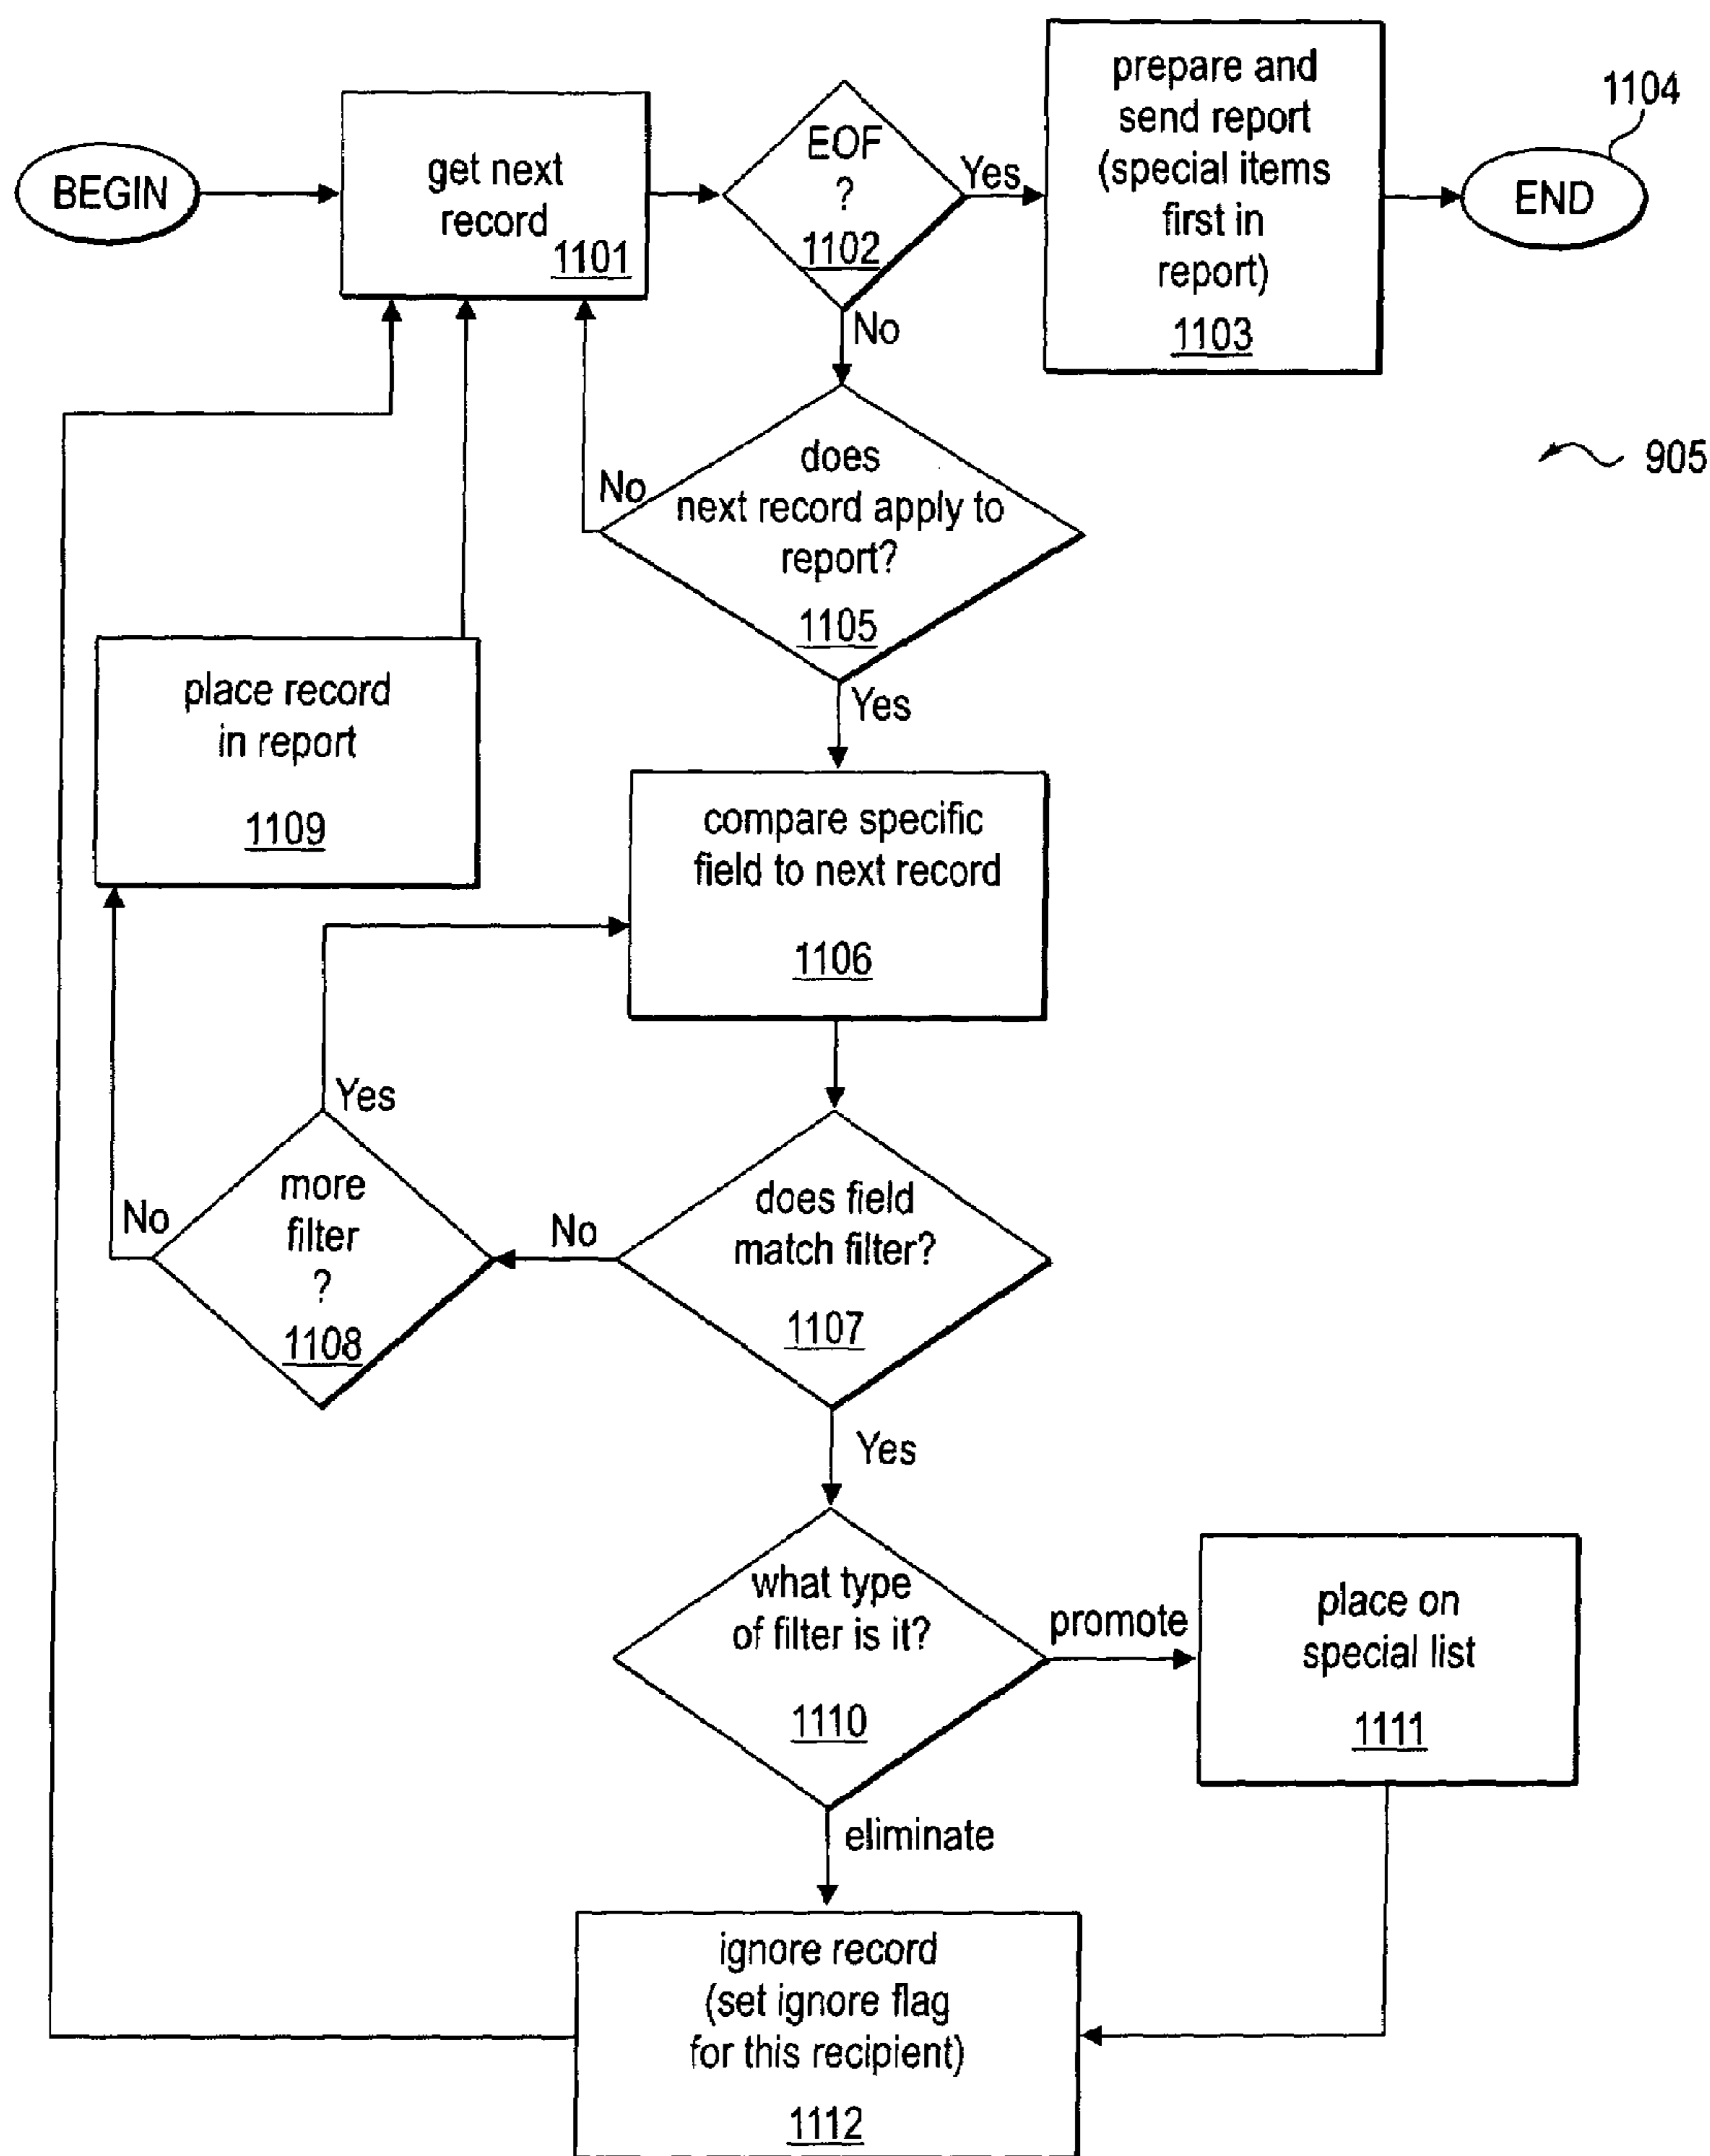 BEGIN
get next
record
1101
EOF
?
1102
Yes
No
prepare and
send report
(special items
first in
report)
1103
1104
END
905
does
next record apply to
report?
1105
No
Yes
place record
in report
1109
compare specific
field to next record
1106
Yes
more
filter
?
1108
No
No
does field
match filter?
1107
Yes
what type
of filter is it?
1110
promote
place on
special list
1111
eliminate
ignore record
(set ignore flag
for this recipient)
1112